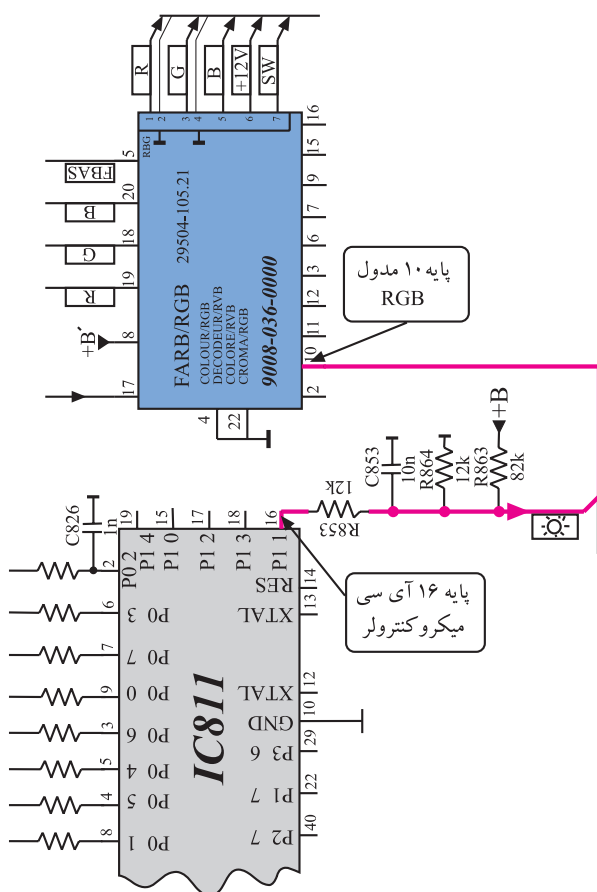 R
G
B
+12V
SW
1
2
3
4
5
6
7
RBG
16
15
9
7
6
3
12
11
10
2
5
20
18
19
8
17
FBAS
B
G
R
+B'
4
22
FARB/RGB 29504-105.21
COLOUR/RGB
DECODEUR/RVB
COLORE/RVB
CROMA/RGB
9008-036-0000
پایه ۱۰ مدول
RGB
C853
10n
R864
12k
R863
82k
+B
12k
R853
C826
1n
19
15
17
18
16
P0 2
P1 4
P1 0
P1 2
P1 3
P1 1
2
6
7
9
3
5
4
8
P0 3
P0 7
P0 0
P0 6
P0 4
P0 5
P0 1
IC811
RES
14
XTAL
13
XTAL
12
GND
10
P3 6
29
P1 7
22
P2 7
40
پایه ۱۶ آی سی
میکروکنترولر